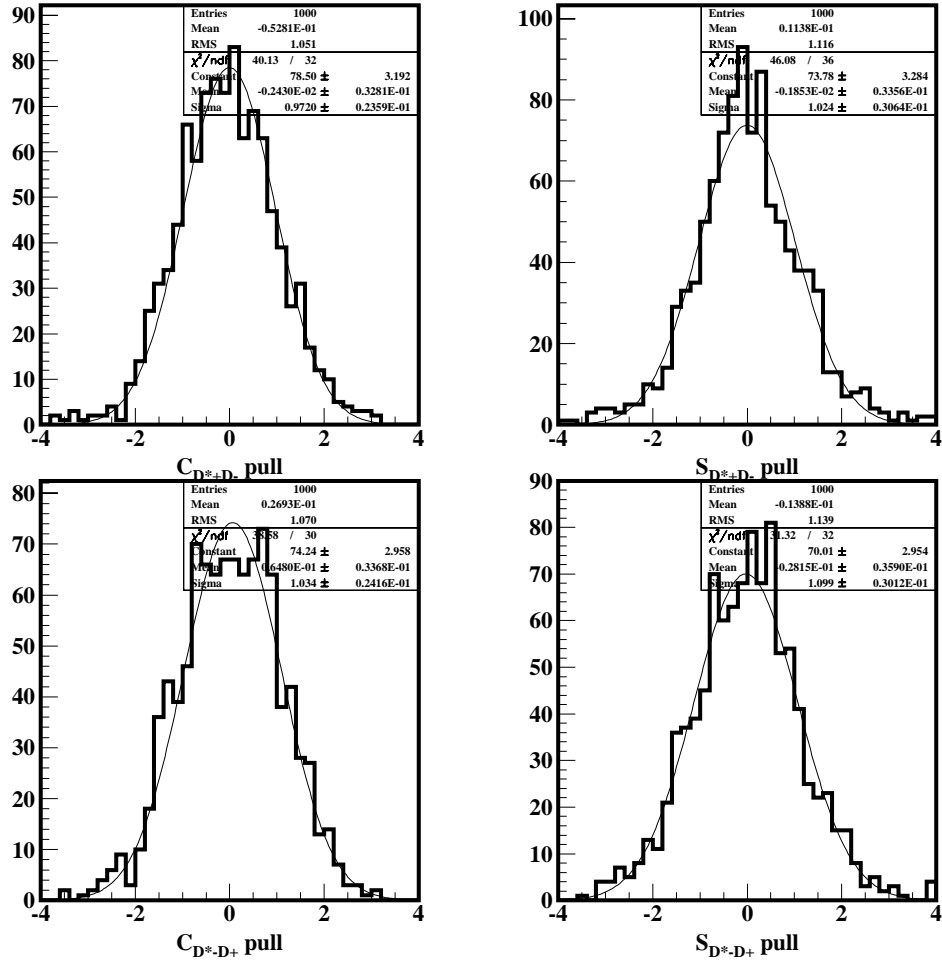 Entries 1000
Mean -0.5281E-01
RMS 1.051
χ²/ndf 40.13 / 32
Constant 78.50 ± 3.192
Mean -0.2430E-02 ± 0.3281E-01
Sigma 0.9720 ± 0.2359E-01
90
80
70
60
50
40
30
20
10
0
-4 -2 0 2 4
C_D*+D- pull
Entries 1000
Mean 0.1138E-01
RMS 1.116
χ²/ndf 46.08 / 36
Constant 73.78 ± 3.284
Mean -0.1853E-02 ± 0.3356E-01
Sigma 1.024 ± 0.3064E-01
100
80
60
40
20
0
-4 -2 0 2 4
S_D*+D- pull
Entries 1000
Mean 0.2693E-01
RMS 1.070
χ²/ndf / 30
Constant 74.24 ± 2.958
Mean 0.6480E-01 ± 0.3368E-01
Sigma 1.034 ± 0.2416E-01
80
70
60
50
40
30
20
10
0
-4 -2 0 2 4
C_D*-D+ pull
Entries 1000
Mean -0.1388E-01
RMS 1.139
χ²/ndf 31.32 / 32
Constant 70.01 ± 2.954
Mean -0.2815E-01 ± 0.3590E-01
Sigma 1.099 ± 0.3012E-01
90
80
70
60
50
40
30
20
10
0
-4 -2 0 2 4
S_D*-D+ pull